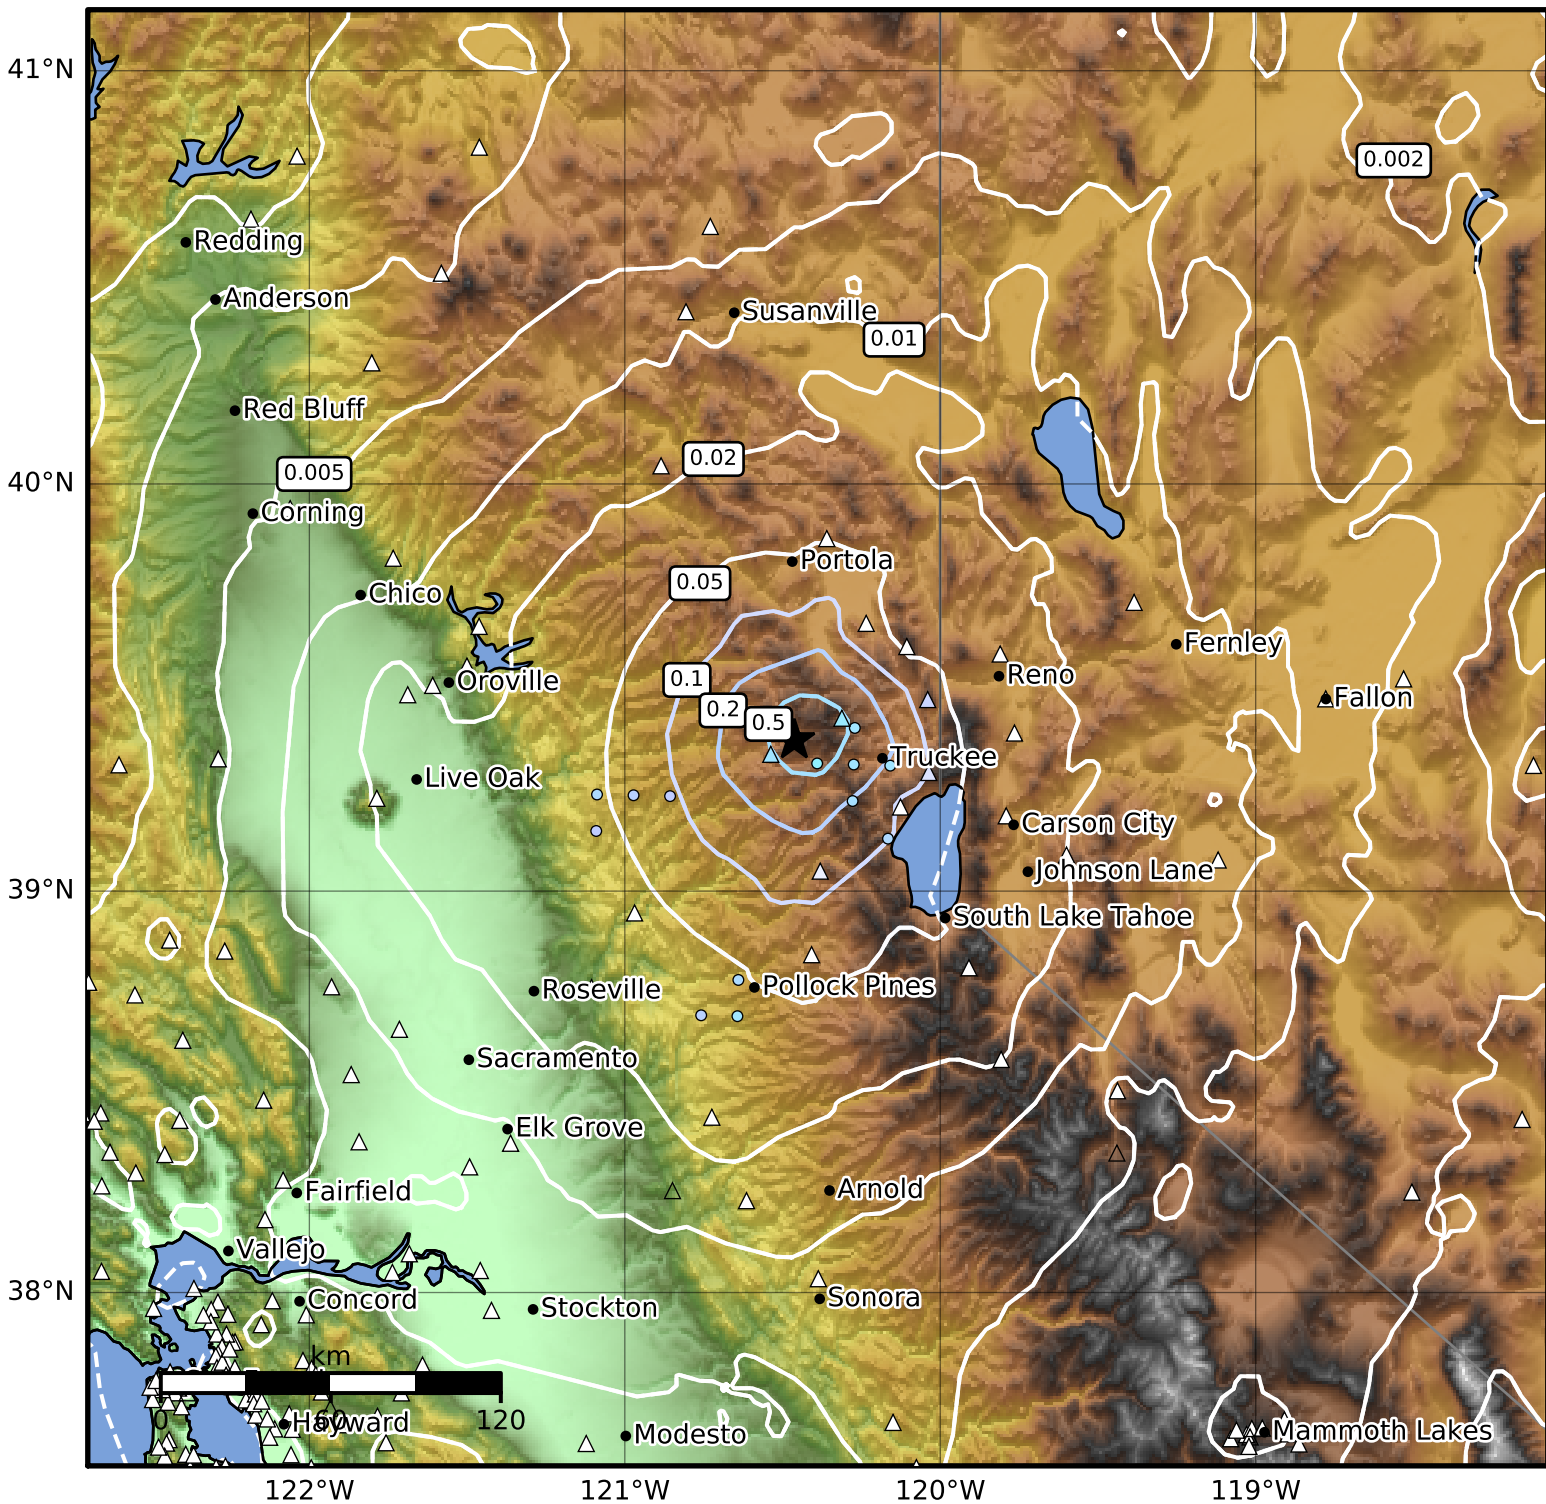 41°N
0.002
Redding
Anderson
Susanville
0.01
Red Bluff
0.02
0.005
40°N
Corning
Portola
0.05
Chico
Fernley
Reno
0.1
Oroville
Fallon
0.2
0.5
Truckee
Live Oak
Carson City
Johnson Lane
39°N
South Lake Tahoe
Pollock Pines
Roseville
Sacramento
Elk Grove
Arnold
Fairfield
Vallejo
38°N
Sonora
Concord
Stockton
km
0 60 120
Hayward
Modesto
Mammoth Lakes
122°W 121°W 120°W 119°W